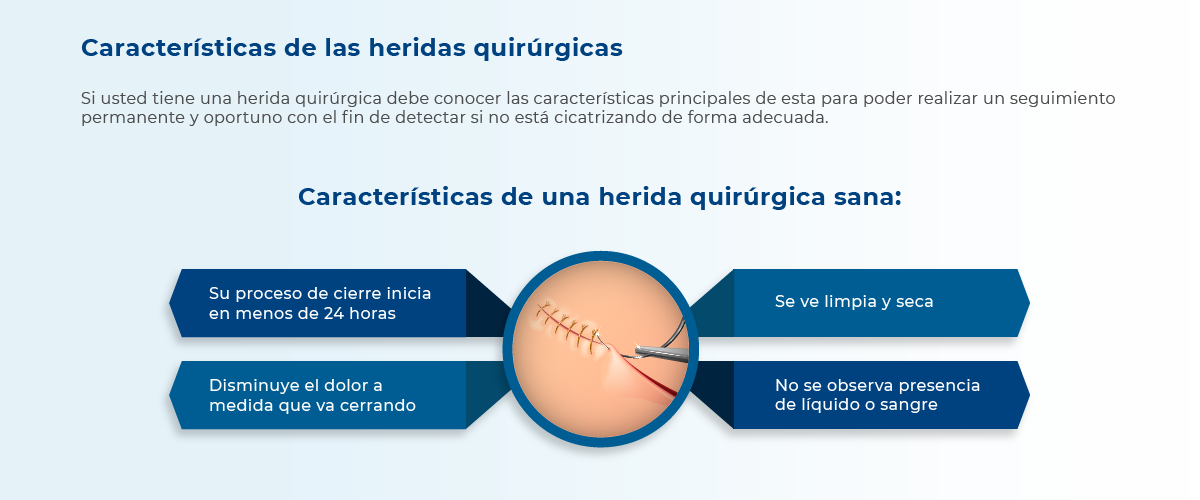 Características de las heridas quirúrgicas
Si usted tiene una herida quirúrgica debe conocer las características principales de esta para poder realizar un seguimiento
permanente y oportuno con el fin de detectar si no está cicatrizando de forma adecuada.
Características de una herida quirúrgica sana:
Su proceso de cierre inicia
en menos de 24 horas
Se ve limpia y seca
Disminuye el dolor a
medida que va cerrando
No se observa presencia
de líquido o sangre